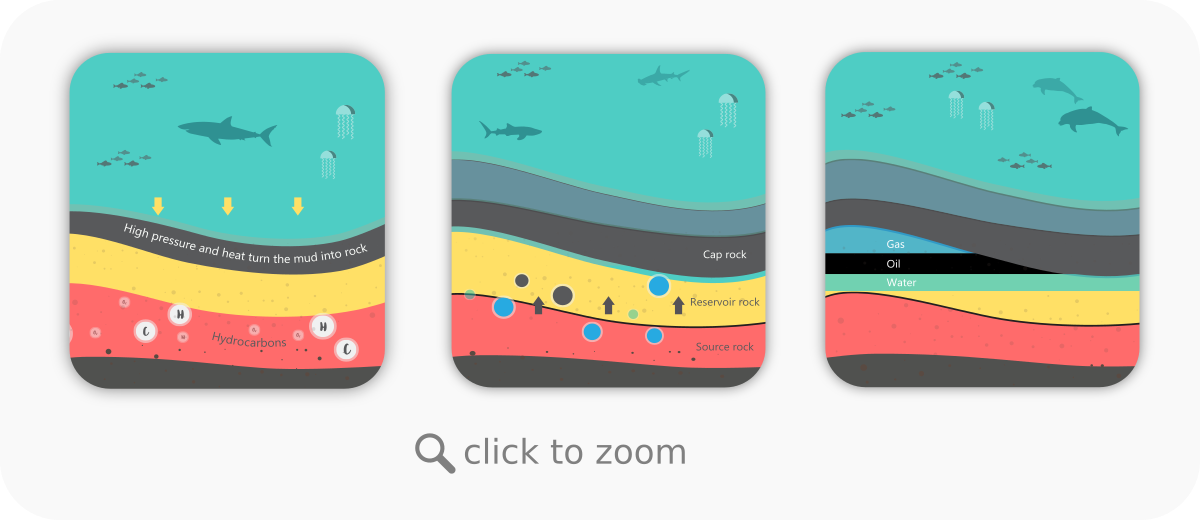 High pressure and heat turn the mud into rock
H
C
H
C
Hydrocarbons
Cap rock
Reservoir rock
Source rock
Gas
Oil
Water
click to zoom